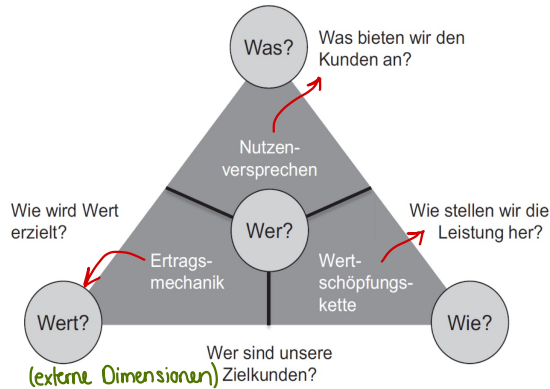 Was?
Was bieten wir den
Kunden an?
Nutzen-
versprechen
Wie wird Wert
erzielt?
Wer?
Wie stellen wir die
Leistung her?
Ertrags-
mechanik
Wert-
schöpfungs-
kette
Wert?
Wie?
(externe Dimensionen)
Wer sind unsere
Zielkunden?